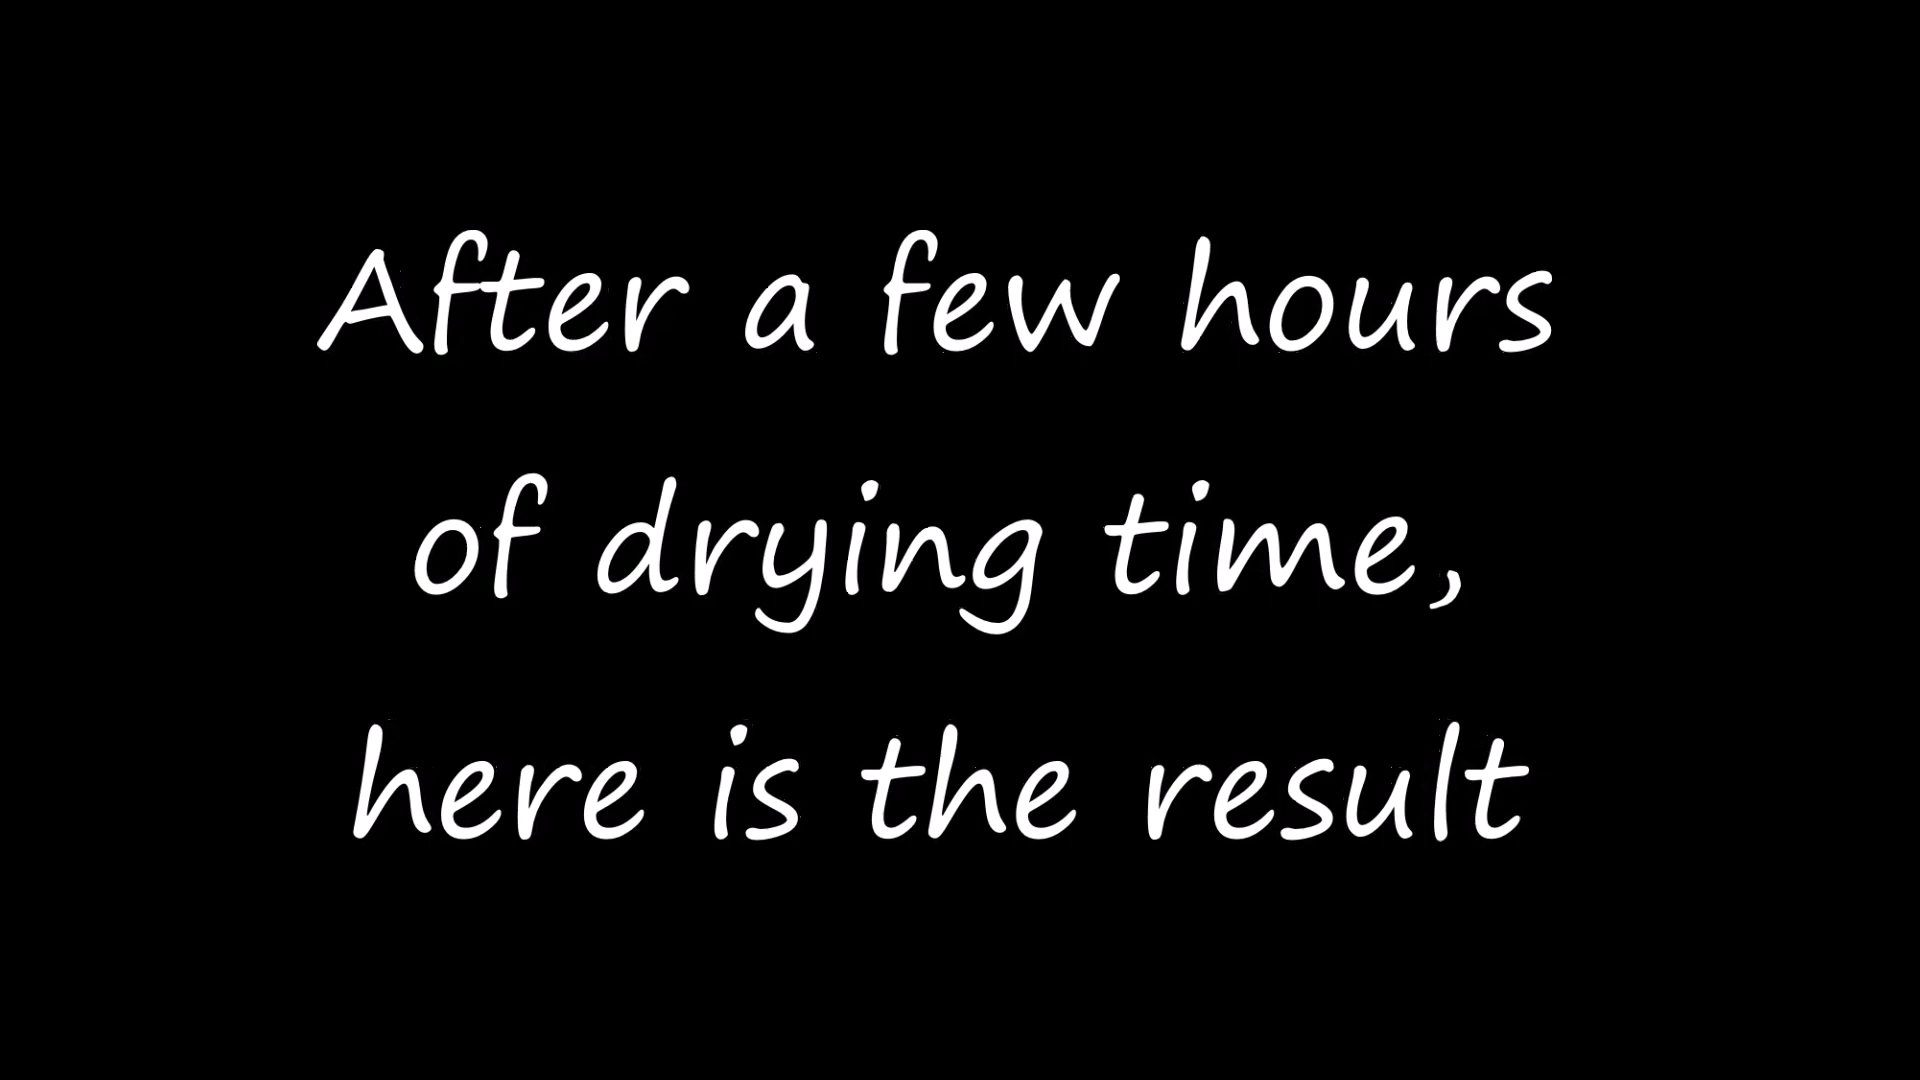 After a few hours
of drying time,
here is the result